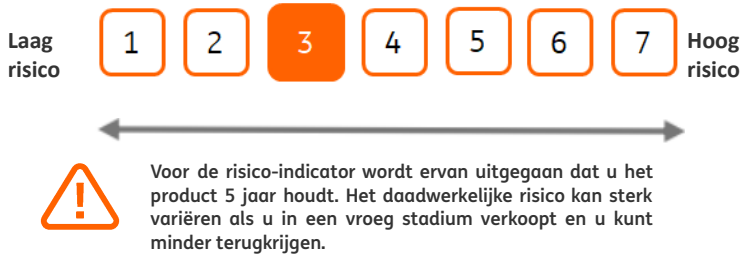 Laag risico 1 2 3 4 5 6 7 Hoog risico
Voor de risico-indicator wordt ervan uitgegaan dat u het
product 5 jaar houdt. Het daadwerkelijke risico kan sterk
variëren als u in een vroeg stadium verkoopt en u kunt
minder terugkrijgen.